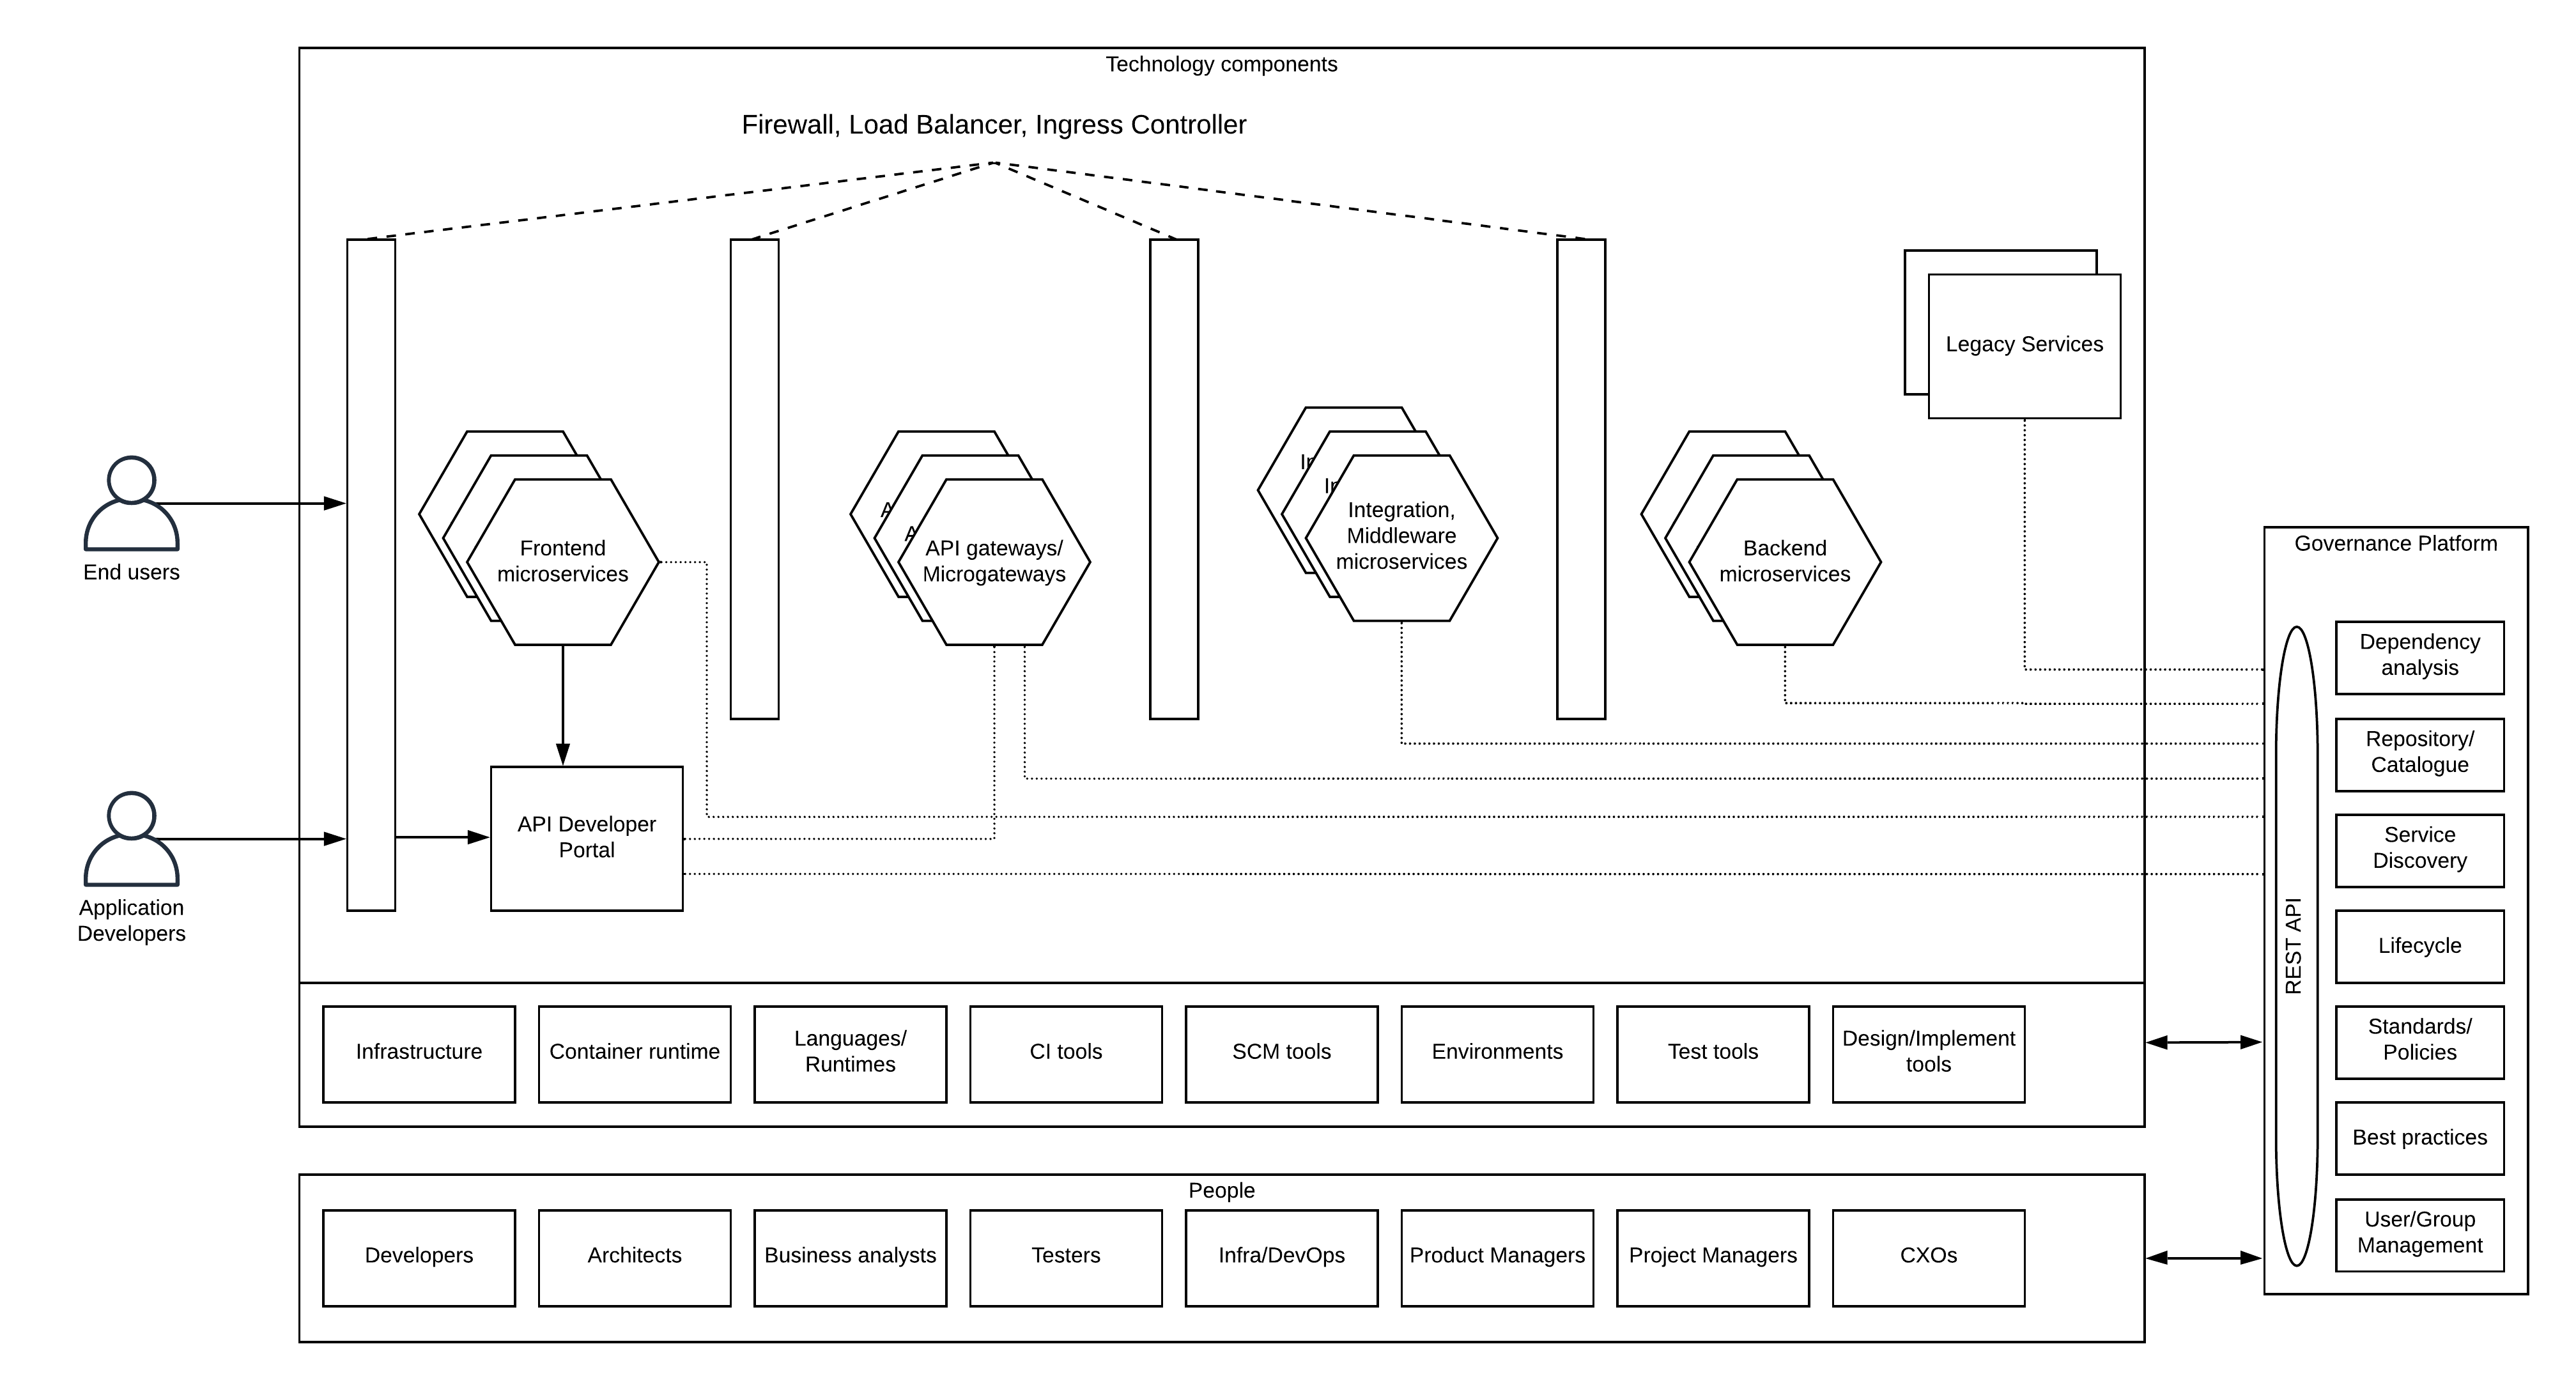 Technology components
Firewall, Load Balancer, Ingress Controller
Legacy Services
End users
Frontend
microservices
A
A
API gateways/
Microgateways
In
In
Integration,
Middleware
microservices
Backend
microservices
Application
Developers
API Developer
Portal
Governance Platform
REST API
Dependency
analysis
Repository/
Catalogue
Service
Discovery
Lifecycle
Standards/
Policies
Best practices
User/Group
Management
Infrastructure
Container runtime
Languages/
Runtimes
CI tools
SCM tools
Environments
Test tools
Design/Implement
tools
People
Developers
Architects
Business analysts
Testers
Infra/DevOps
Product Managers
Project Managers
CXOs